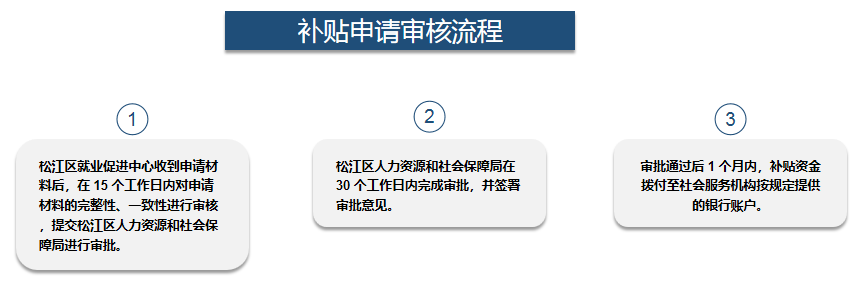 补贴申请审核流程
1
松江区就业促进中心收到申请材
料后，在 15 个工作日内对申请
材料的完整性、一致性进行审核
，提交松江区人力资源和社会保
障局进行审批。
2
松江区人力资源和社会保障局在
30 个工作日内完成审批，并签署
审批意见。
3
审批通过后 1 个月内，补贴资金
拨付至社会服务机构按规定提供
的银行账户。